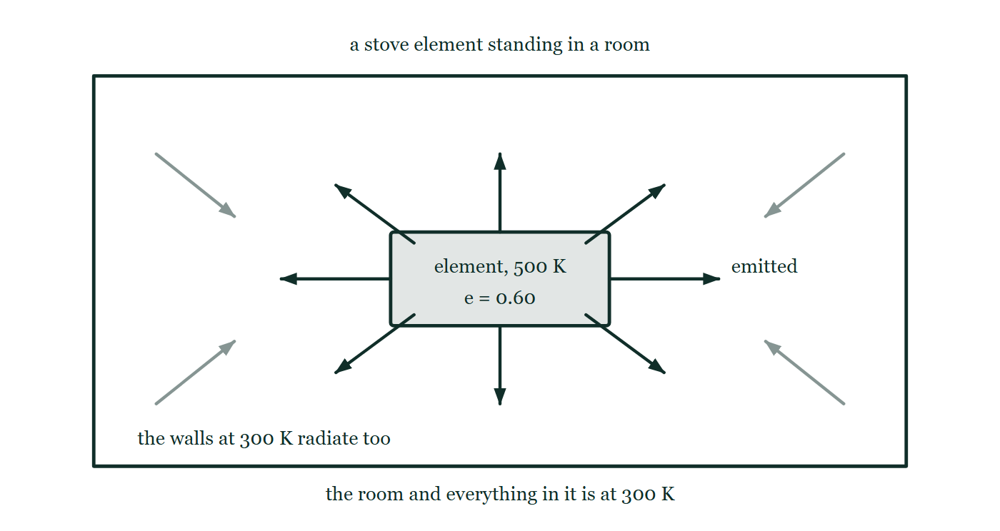 a stove element standing in a room
element, 500 K
emitted
e = 0.60
the walls at 300 K radiate too
the room and everything in it is at 300 K